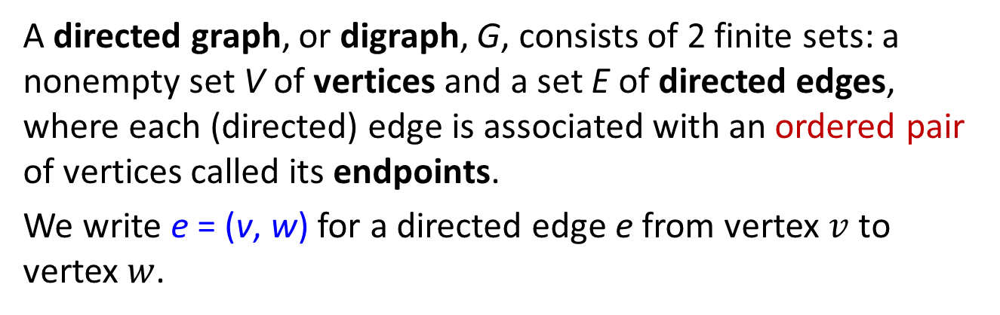 A directed graph, or digraph, G, consists of 2 finite sets: a
nonempty set V of vertices and a set E of directed edges,
where each (directed) edge is associated with an ordered pair
of vertices called its endpoints.
We write e = (v, w) for a directed edge e from vertex 𝑣 to
vertex 𝑤.